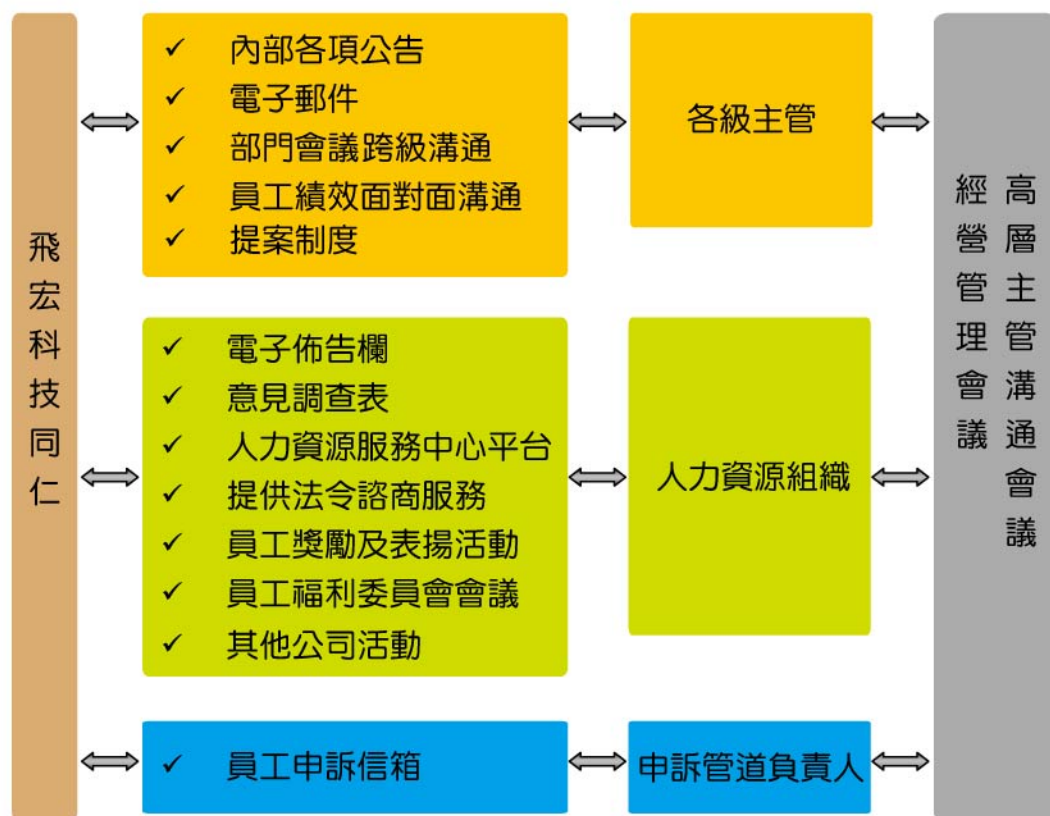 飛宏科技同仁
✓ 內部各項公告
✓ 電子郵件
✓ 部門會議跨級溝通
✓ 員工績效面對面溝通
✓ 提案制度
各級主管
✓ 電子佈告欄
✓ 意見調查表
✓ 人力資源服務中心平台
✓ 提供法令諮商服務
✓ 員工獎勵及表揚活動
✓ 員工福利委員會會議
✓ 其他公司活動
人力資源組織
✓ 員工申訴信箱
申訴管道負責人
高層主管溝通會議
經營管理會議